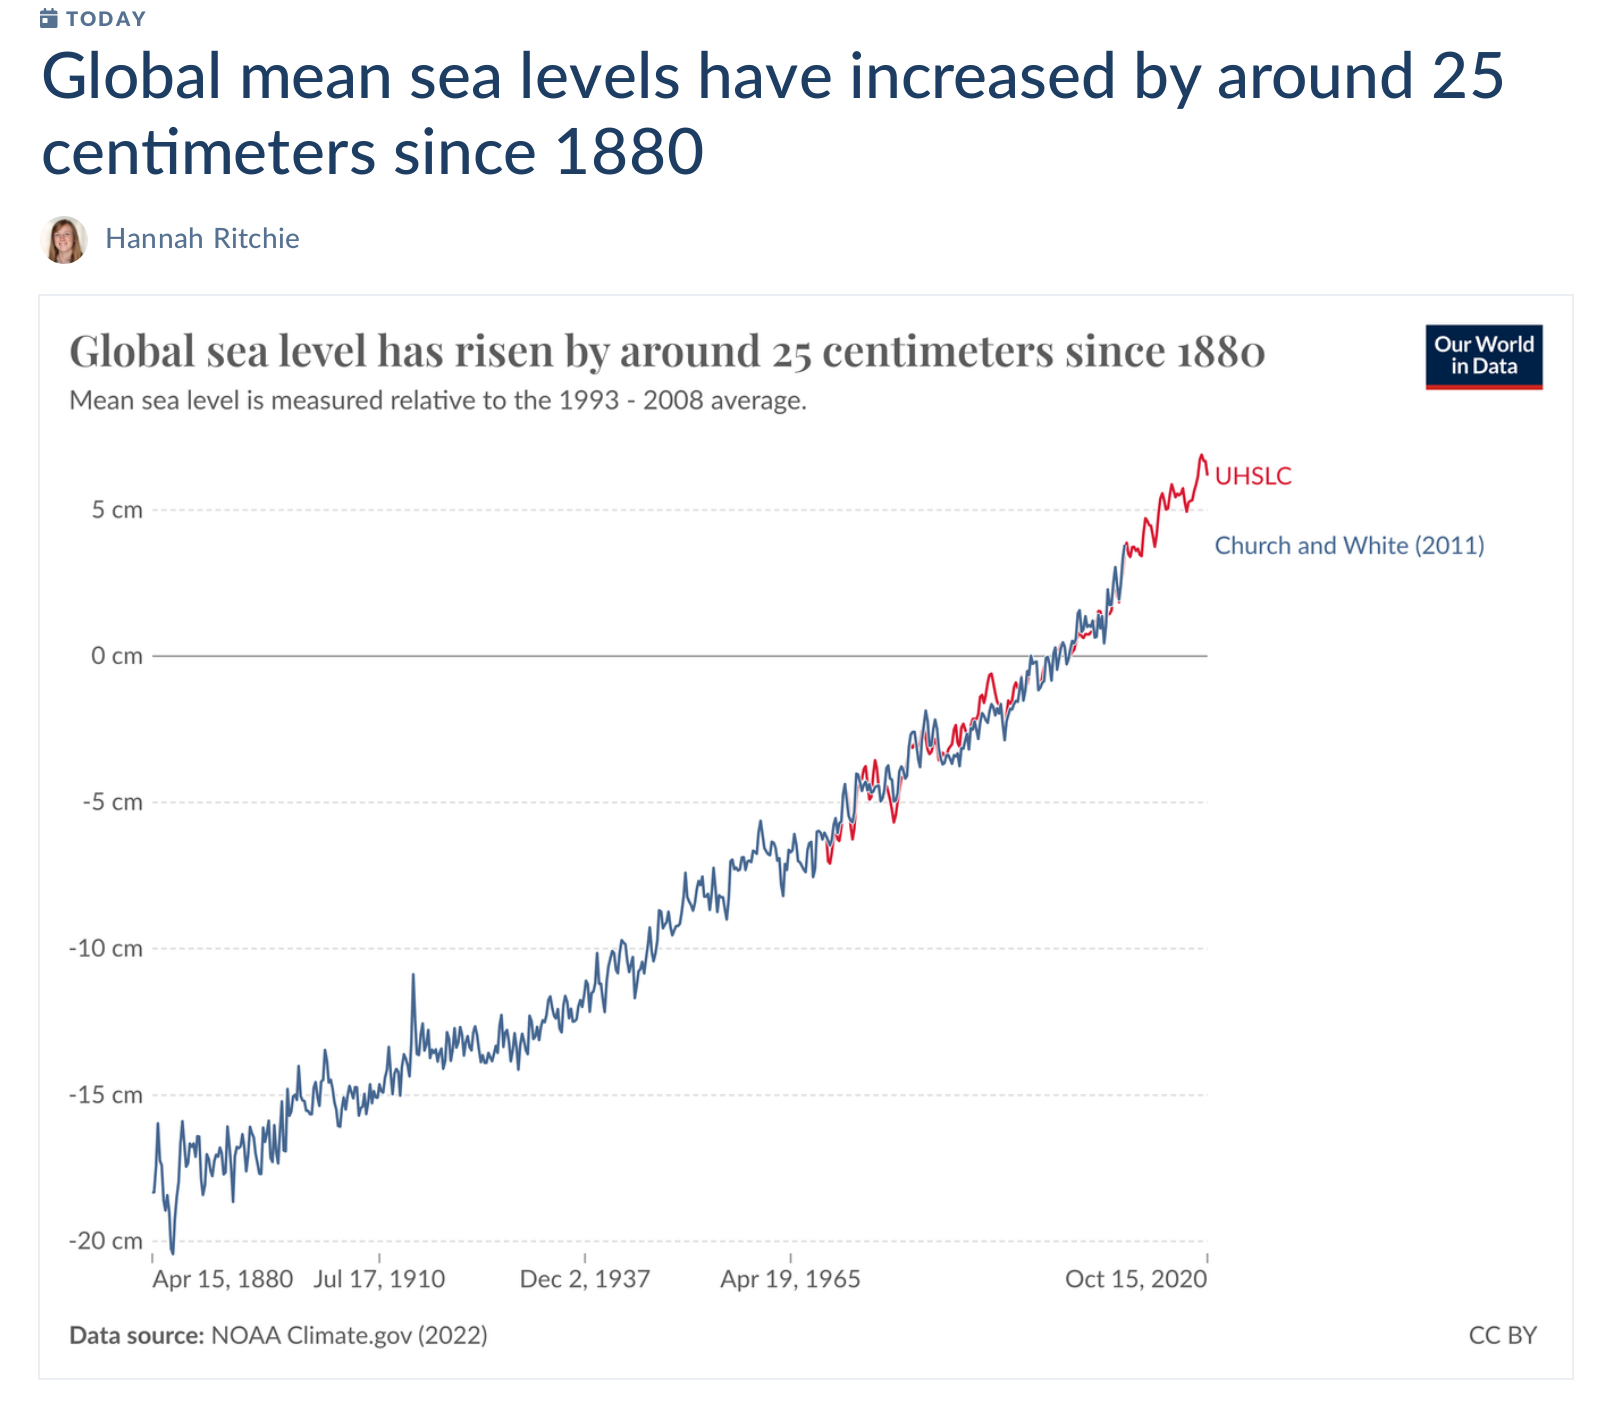 TODAY
Global mean sea levels have increased by around 25
centimeters since 1880
Hannah Ritchie
Global sea level has risen by around 25 centimeters since 1880
Our World
in Data
Mean sea level is measured relative to the 1993 - 2008 average.
UHSLC
5 cm
Church and White (2011)
0 cm
-5 cm
-10 cm
-15 cm
-20 cm
Apr 15, 1880 Jul 17, 1910 Dec 2, 1937 Apr 19, 1965 Oct 15, 2020
Data source: NOAA Climate.gov (2022) CC BY